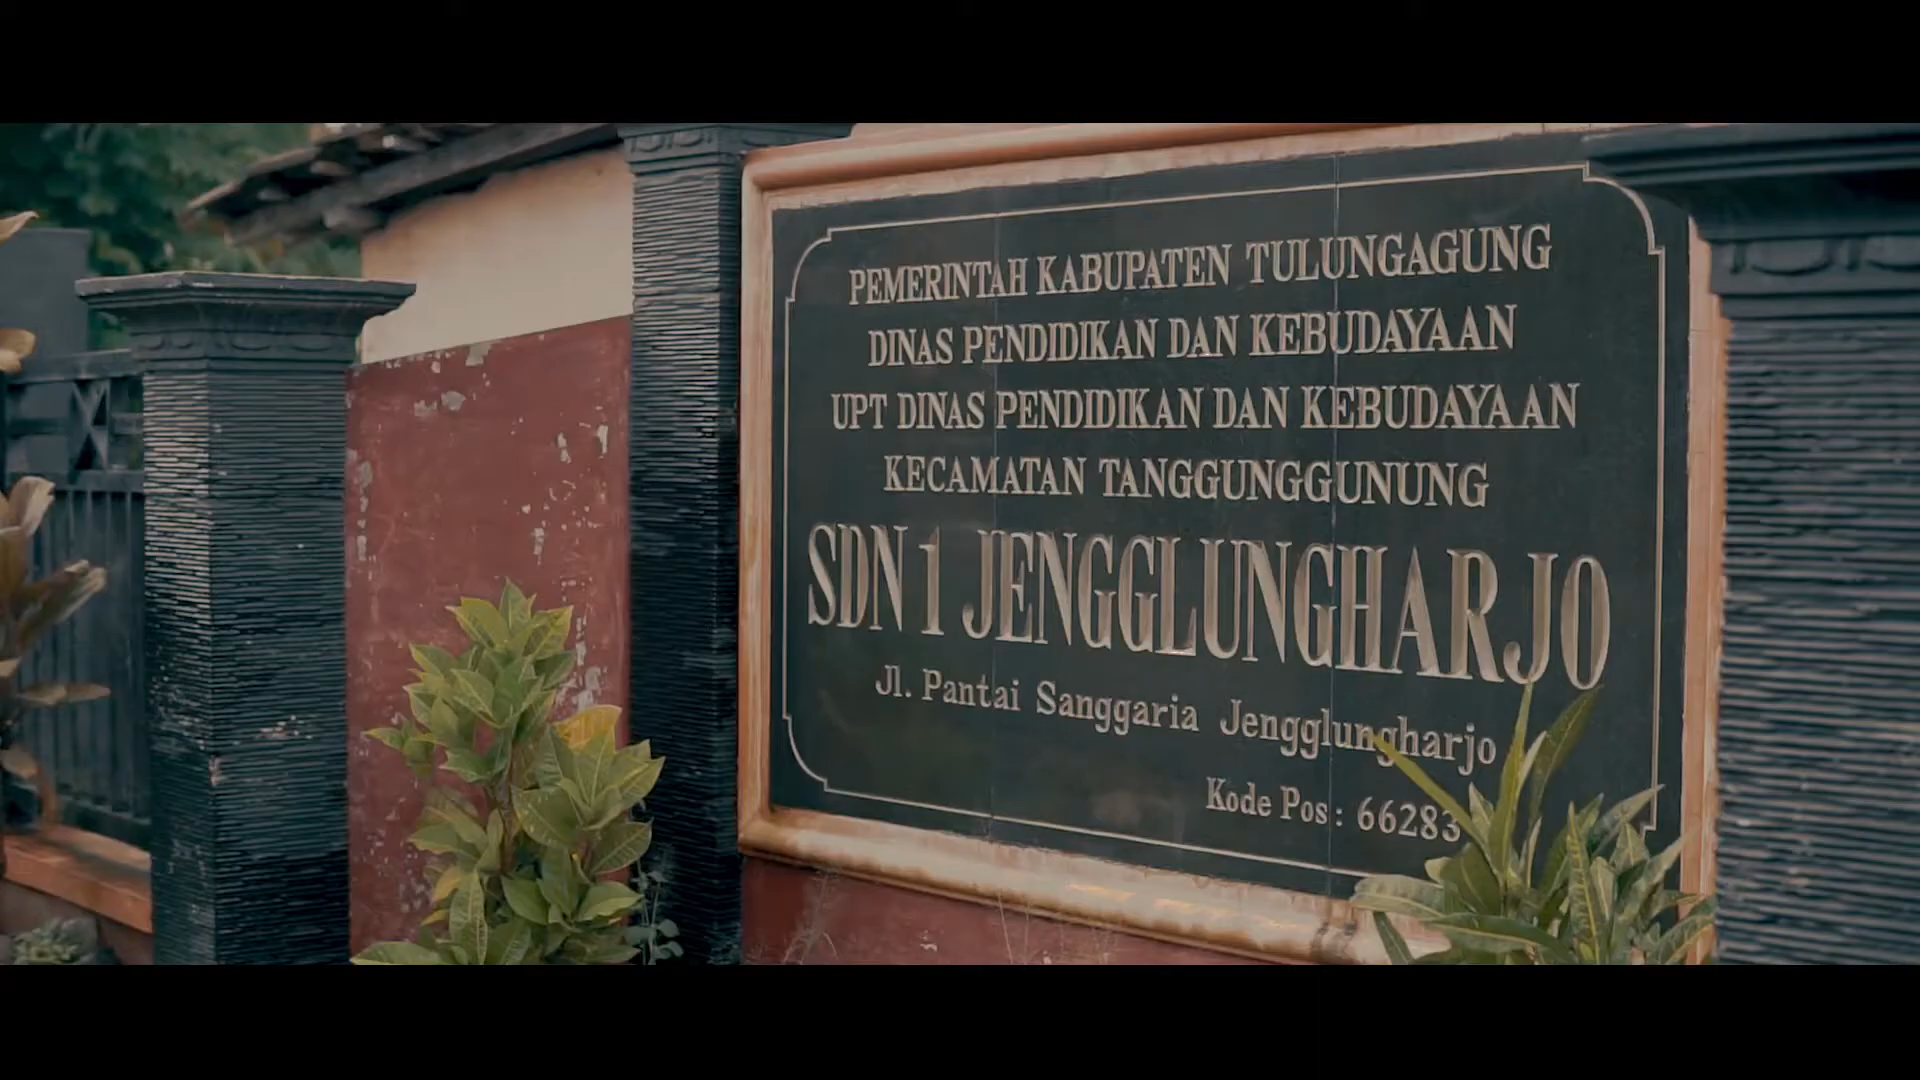 PEMERINTAH KABUPATEN TULUNGAGUNG
DINAS PENDIDIKAN DAN KEBUDAYAAN
UPT DINAS PENDIDIKAN DAN KEBUDAYAAN
KECAMATAN TANGGUNGGUNUNG
SDN 1 JENGGLUNGHARJO
Jl. Pantai Sanggaria Jengglungharjo
Kode Pos : 66283